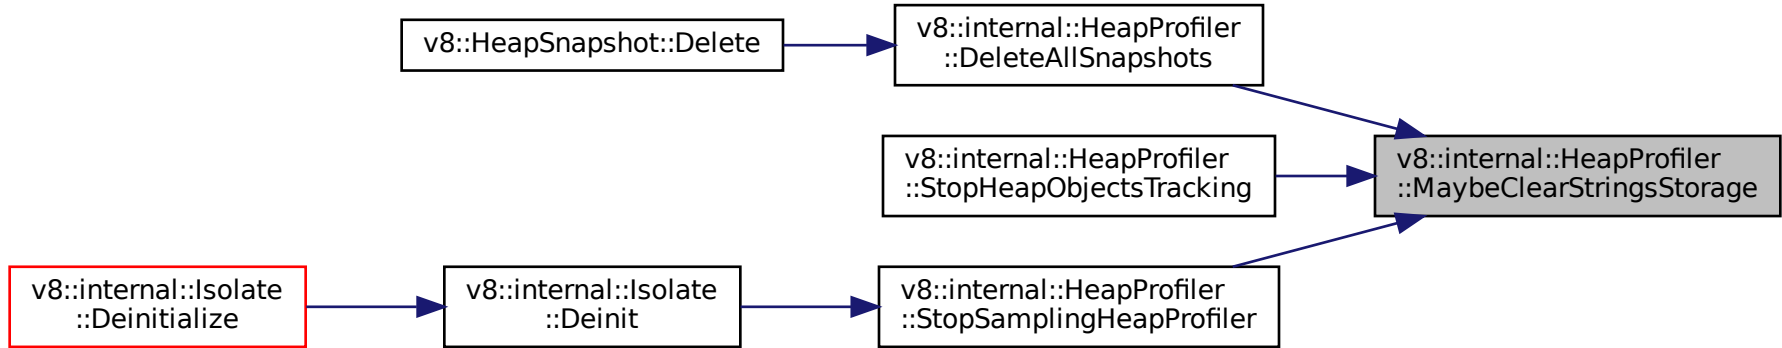 v8::HeapSnapshot::Delete
v8::internal::HeapProfiler
::DeleteAllSnapshots
v8::internal::HeapProfiler
::StopHeapObjectsTracking
v8::internal::HeapProfiler
::MaybeClearStringsStorage
v8::internal::Isolate
::Deinitialize
v8::internal::Isolate
::Deinit
v8::internal::HeapProfiler
::StopSamplingHeapProfiler